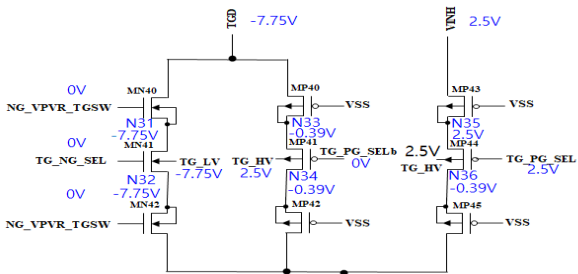 TGD
-7.75V
VINH
2.5V
0V
MN40
MP40
MP43
NG_VPVR_TGSW
VSS
VSS
N31
-7.75V
N33
-0.39V
N35
2.5V
0V
MN41
MP41
MP44
TG_NG_SEL
TG_LV
-7.75V
TG_HV
2.5V
TG_PG_SELb
0V
2.5V
TG_HV
TG_PG_SEL
2.5V
0V
N32
-7.75V
N34
-0.39V
N36
-0.39V
MN42
MP42
MP45
NG_VPVR_TGSW
VSS
VSS